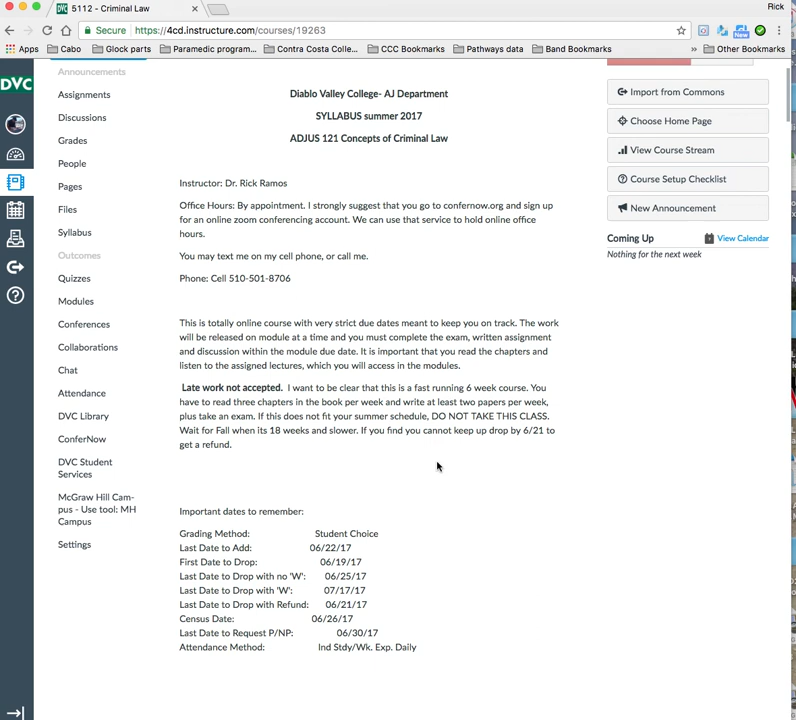 5112 - Criminal Law
Rick
Secure https://4cd.instructure.com/courses/19263
Apps Cabo Glock parts Paramedic program... Contra Costa Colle... CCC Bookmarks Pathways data Band Bookmarks » Other Bookmarks
DVC
Announcements
Assignments
Discussions
Grades
People
Pages
Files
Syllabus
Outcomes
Quizzes
Modules
Conferences
Collaborations
Chat
Attendance
DVC Library
ConferNow
DVC Student
Services
McGraw Hill Cam-
pus - Use tool: MH
Campus
Settings
Diablo Valley College- AJ Department
SYLLABUS summer 2017
ADJUS 121 Concepts of Criminal Law
Instructor: Dr. Rick Ramos
Office Hours: By appointment. I strongly suggest that you go to confernow.org and sign up
for an online zoom conferencing account. We can use that service to hold online office
hours.
You may text me on my cell phone, or call me.
Phone: Cell 510-501-8706
This is totally online course with very strict due dates meant to keep you on track. The work
will be released on module at a time and you must complete the exam, written assignment
and discussion within the module due date. It is important that you read the chapters and
listen to the assigned lectures, which you will access in the modules.
Late work not accepted. I want to be clear that this is a fast running 6 week course. You
have to read three chapters in the book per week and write at least two papers per week,
plus take an exam. If this does not fit your summer schedule, DO NOT TAKE THIS CLASS.
Wait for Fall when its 18 weeks and slower. If you find you cannot keep up drop by 6/21 to
get a refund.
Important dates to remember:
Grading Method: Student Choice
Last Date to Add: 06/22/17
First Date to Drop: 06/19/17
Last Date to Drop with no 'W': 06/25/17
Last Date to Drop with 'W': 07/17/17
Last Date to Drop with Refund: 06/21/17
Census Date: 06/26/17
Last Date to Request P/NP: 06/30/17
Attendance Method: Ind Stdy/Wk. Exp. Daily
Import from Commons
Choose Home Page
View Course Stream
Course Setup Checklist
New Announcement
Coming Up View Calendar
Nothing for the next week
New